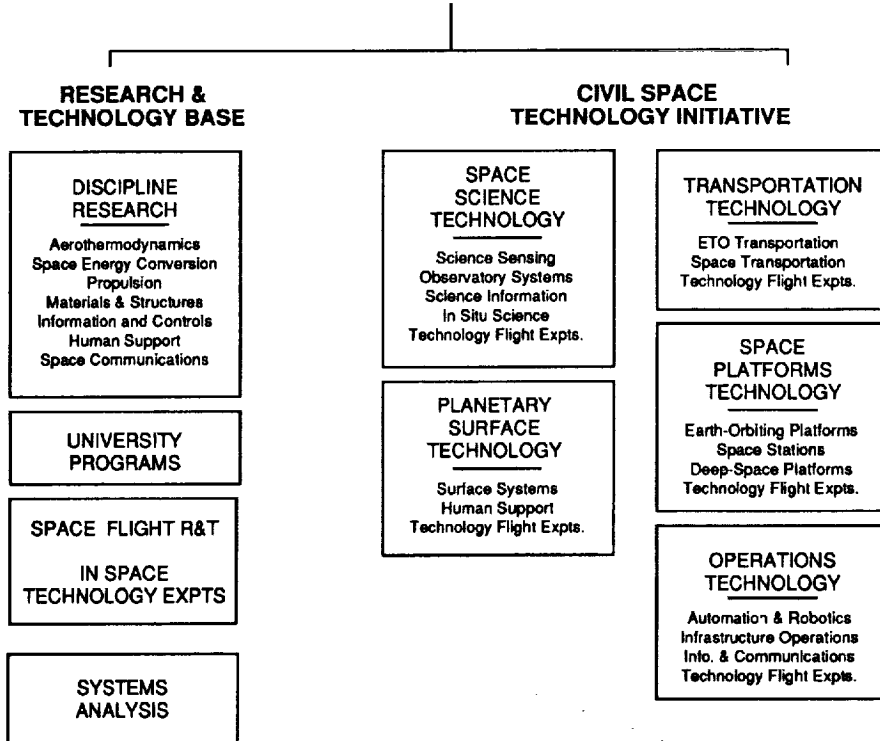 RESEARCH &
TECHNOLOGY BASE
DISCIPLINE
RESEARCH
Aerothermodynamics
Space Energy Conversion
Propulsion
Materials & Structures
Information and Controls
Human Support
Space Communications
UNIVERSITY
PROGRAMS
SPACE FLIGHT R&T
IN SPACE
TECHNOLOGY EXPTS
SYSTEMS
ANALYSIS
CIVIL SPACE
TECHNOLOGY INITIATIVE
SPACE
SCIENCE
TECHNOLOGY
Science Sensing
Observatory Systems
Science Information
In Situ Science
Technology Flight Expts.
PLANETARY
SURFACE
TECHNOLOGY
Surface Systems
Human Support
Technology Flight Expts.
TRANSPORTATION
TECHNOLOGY
ETO Transportation
Space Transportation
Technology Flight Expts.
SPACE
PLATFORMS
TECHNOLOGY
Earth-Orbiting Platforms
Space Stations
Deep-Space Platforms
Technology Flight Expts.
OPERATIONS
TECHNOLOGY
Automation & Robotics
Infrastructure Operations
Info. & Communications
Technology Flight Expts.